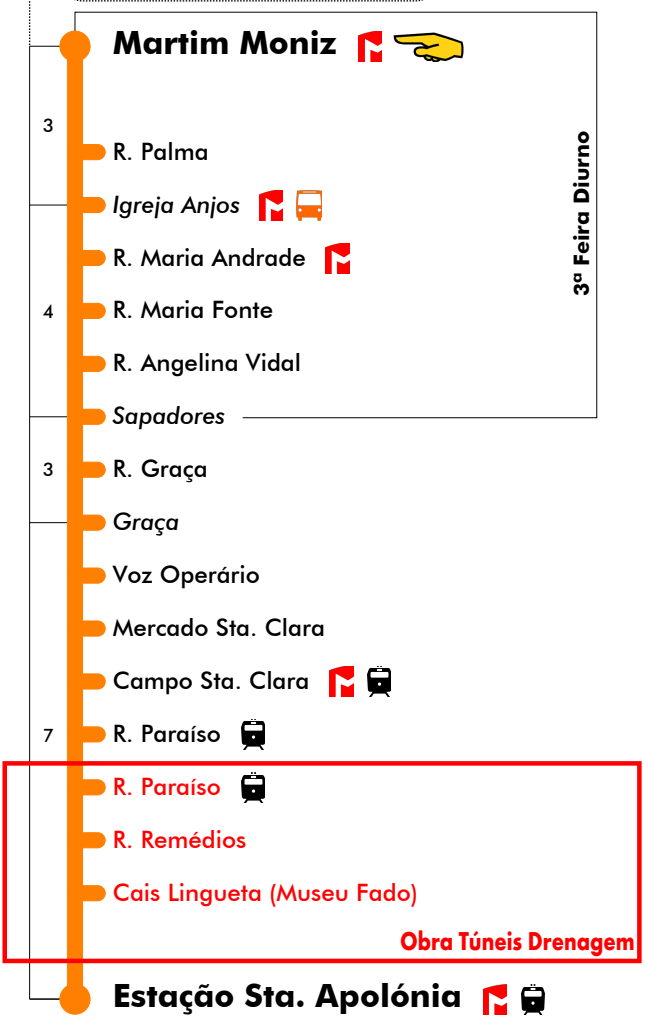 Martim Moniz
3
R. Palma
Igreja Anjos
R. Maria Andrade
4
R. Maria Fonte
R. Angelina Vidal
Sapadores
3ª Feira Diurno
3
R. Graça
Graça
Voz Operário
Mercado Sta. Clara
Campo Sta. Clara
7
R. Paraíso
R. Paraíso
R. Remédios
Cais Lingueta (Museu Fado)
Obra Túneis Drenagem
Estação Sta. Apolónia